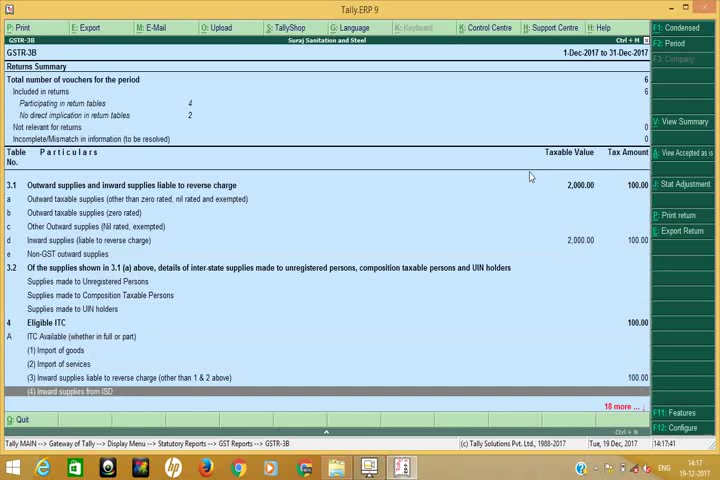 Tally.ERP 9
P: Print E: Export M: E-Mail O: Upload S: TallyShop G: Language K: Keyboard K: Control Centre H: Support Centre H: Help
GSTR-3B Suraj Sanitation and Steel Ctrl + M
GSTR-3B 1-Dec-2017 to 31-Dec-2017
Returns Summary
Total number of vouchers for the period 6
Included in returns 6
Participating in return tables 4
No direct implication in return tables 2
Not relevant for returns 0
Incomplete/Mismatch in information (to be resolved) 0
Table No. Particulars Taxable Value Tax Amount
3.1 Outward supplies and inward supplies liable to reverse charge 2,000.00 100.00
a Outward taxable supplies (other than zero rated, nil rated and exempted)
b Outward taxable supplies (zero rated)
c Other Outward supplies (Nil rated, exempted)
d Inward supplies (liable to reverse charge) 2,000.00 100.00
e Non-GST outward supplies
3.2 Of the supplies shown in 3.1 (a) above, details of inter-state supplies made to unregistered persons, composition taxable persons and UIN holders
Supplies made to Unregistered Persons
Supplies made to Composition Taxable Persons
Supplies made to UIN holders
4 Eligible ITC 100.00
A ITC Available (whether in full or part)
(1) Import of goods
(2) Import of services
(3) Inward supplies liable to reverse charge (other than 1 & 2 above) 100.00
(4) Inward supplies from ISD
18 more ... ↓
Q: Quit
Ctrl + N
F1: Condensed
F2: Period
F3: Company
V: View Summary
A: View Accepted as is
J: Stat Adjustment
P: Print return
E: Export Return
F11: Features
F12: Configure
Tally MAIN --> Gateway of Tally --> Display Menu --> Statutory Reports --> GST Reports --> GSTR-3B (c) Tally Solutions Pvt. Ltd., 1988-2017 Tue, 19 Dec, 2017 14:17:41
ENG 14:17
19-12-2017